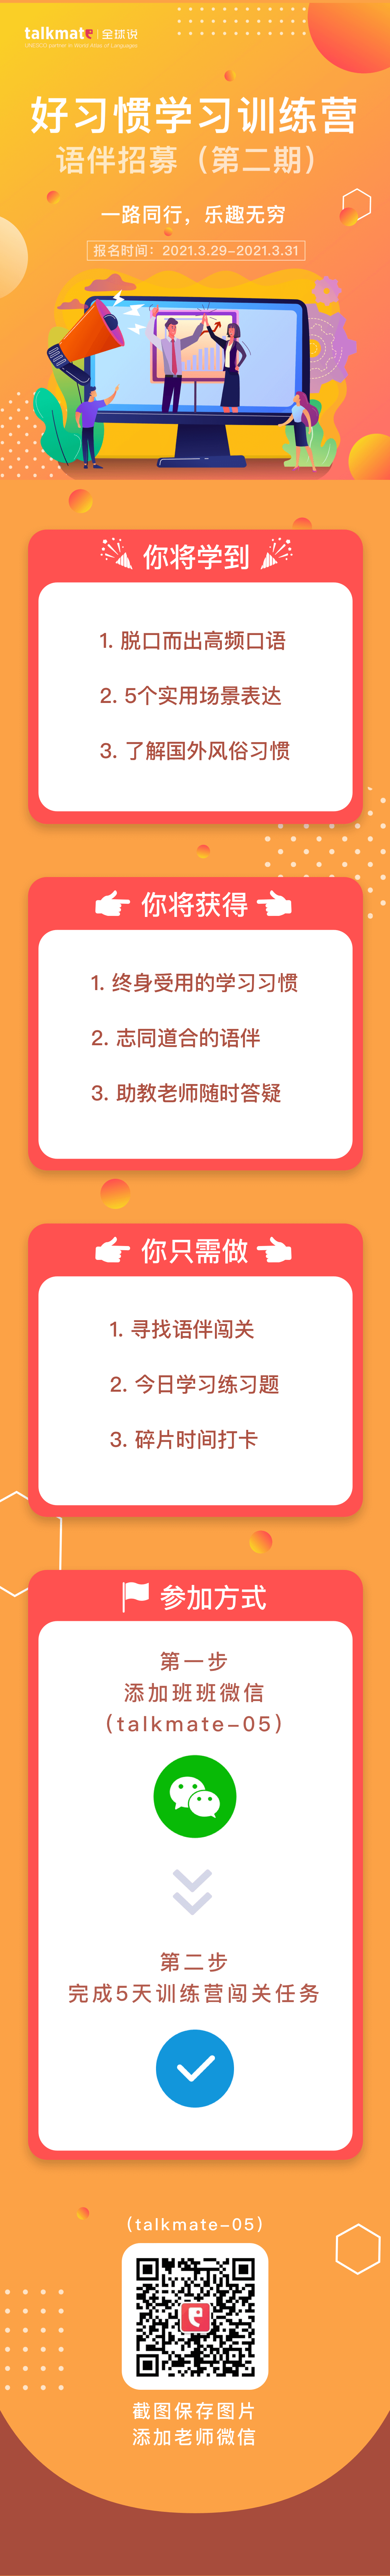 talkmate 全球说
UNESCO partner in World Atlas of Languages
好习惯学习训练营
语伴招募（第二期）
一路同行，乐趣无穷
报名时间：2021.3.29-2021.3.31
你将学到
1. 脱口而出高频口语
2. 5个实用场景表达
3. 了解国外风俗习惯
你将获得
1. 终身受用的学习习惯
2. 志同道合的语伴
3. 助教老师随时答疑
你只需做
1. 寻找语伴闯关
2. 今日学习练习题
3. 碎片时间打卡
参加方式
第一步
添加班班微信
（talkmate-05）
第二步
完成5天训练营闯关任务
（talkmate-05）
截图保存图片
添加老师微信